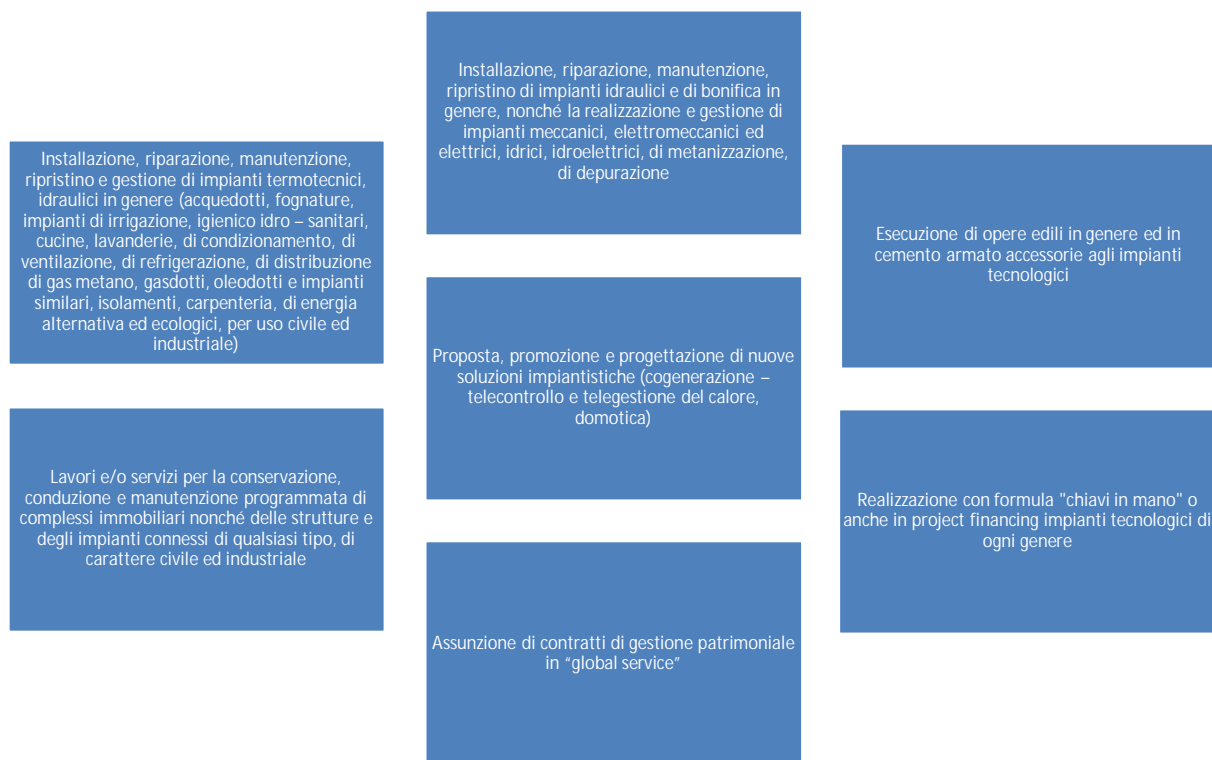 Installazione, riparazione, manutenzione,
ripristino e gestione di impianti termotecnici,
idraulici in genere (acquedotti, fognature,
impianti di irrigazione, igienico idro – sanitari,
cucine, lavanderie, di condizionamento, di
ventilazione, di refrigerazione, di distribuzione
di gas metano, gasdotti, oleodotti e impianti
similari, isolamenti, carpenteria, di energia
alternativa ed ecologici, per uso civile ed
industriale)
Lavori e/o servizi per la conservazione,
conduzione e manutenzione programmata di
complessi immobiliari nonché delle strutture e
degli impianti connessi di qualsiasi tipo, di
carattere civile ed industriale
Installazione, riparazione, manutenzione,
ripristino di impianti idraulici e di bonifica in
genere, nonché la realizzazione e gestione di
impianti meccanici, elettromeccanici ed
elettrici, idrici, idroelettrici, di metanizzazione,
di depurazione
Proposta, promozione e progettazione di nuove
soluzioni impiantistiche (cogenerazione –
telecontrollo e telegestione del calore,
domotica)
Assunzione di contratti di gestione patrimoniale
in “global service”
Esecuzione di opere edili in genere ed in
cemento armato accessorie agli impianti
tecnologici
Realizzazione con formula "chiavi in mano" o
anche in project financing impianti tecnologici di
ogni genere